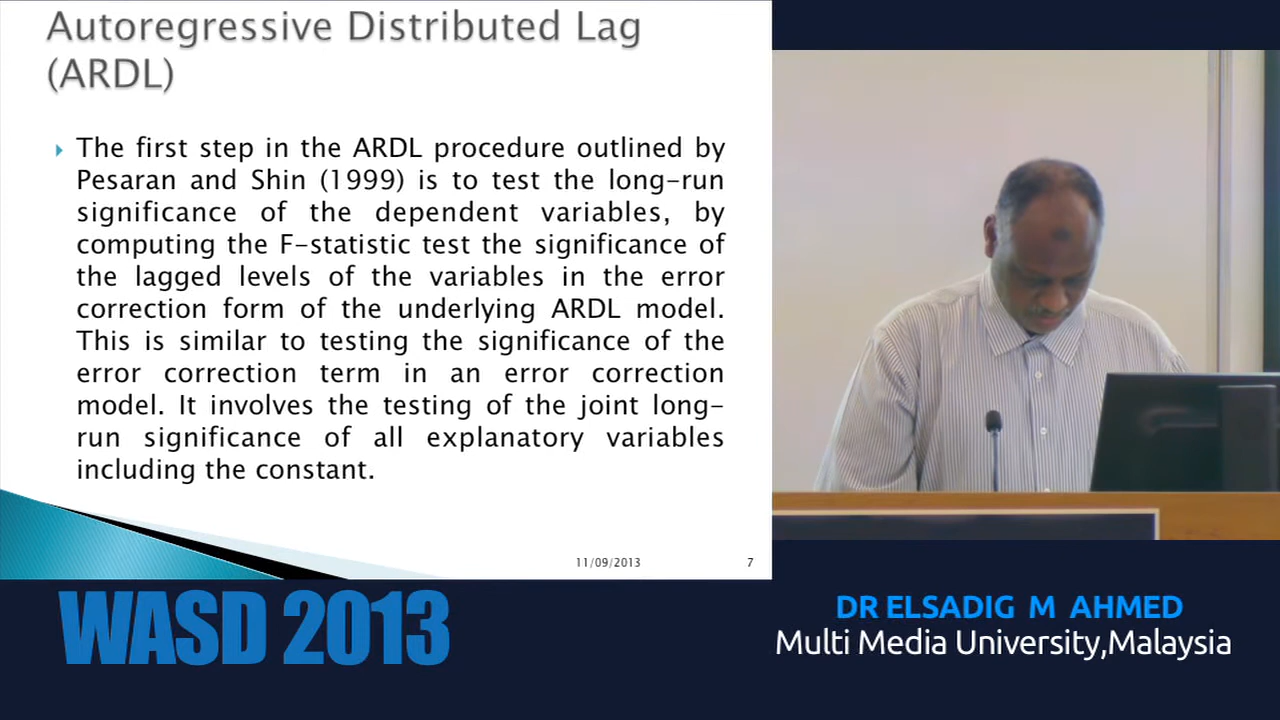 Autoregressive Distributed Lag
(ARDL)
The first step in the ARDL procedure outlined by
Pesaran and Shin (1999) is to test the long-run
significance of the dependent variables, by
computing the F-statistic test the significance of
the lagged levels of the variables in the error
correction form of the underlying ARDL model.
This is similar to testing the significance of the
error correction term in an error correction
model. It involves the testing of the joint long-
run significance of all explanatory variables
including the constant.
11/09/2013
7
WASD 2013
DR ELSADIG M AHMED
Multi Media University,Malaysia